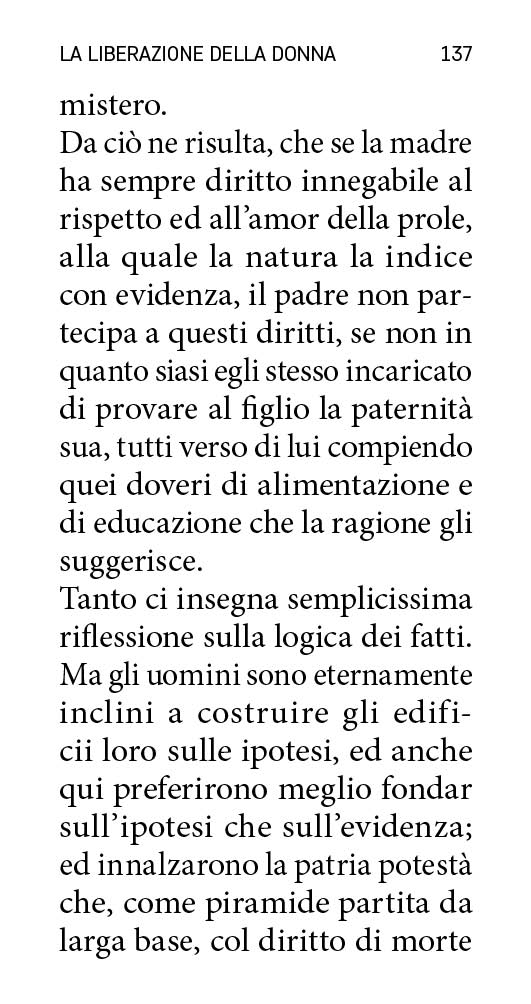 LA LIBERAZIONE DELLA DONNA 137
mistero.
Da ciò ne risulta, che se la madre
ha sempre diritto innegabile al
rispetto ed all’amor della prole,
alla quale la natura la indice
con evidenza, il padre non par-
tecipa a questi diritti, se non in
quanto siasi egli stesso incaricato
di provare al figlio la paternità
sua, tutti verso di lui compiendo
quei doveri di alimentazione e
di educazione che la ragione gli
suggerisce.
Tanto ci insegna semplicissima
riflessione sulla logica dei fatti.
Ma gli uomini sono eternamente
inclini a costruire gli edifi-
cii loro sulle ipotesi, ed anche
qui preferirono meglio fondar
sull’ipotesi che sull’evidenza;
ed innalzarono la patria potestà
che, come piramide partita da
larga base, col diritto di morte